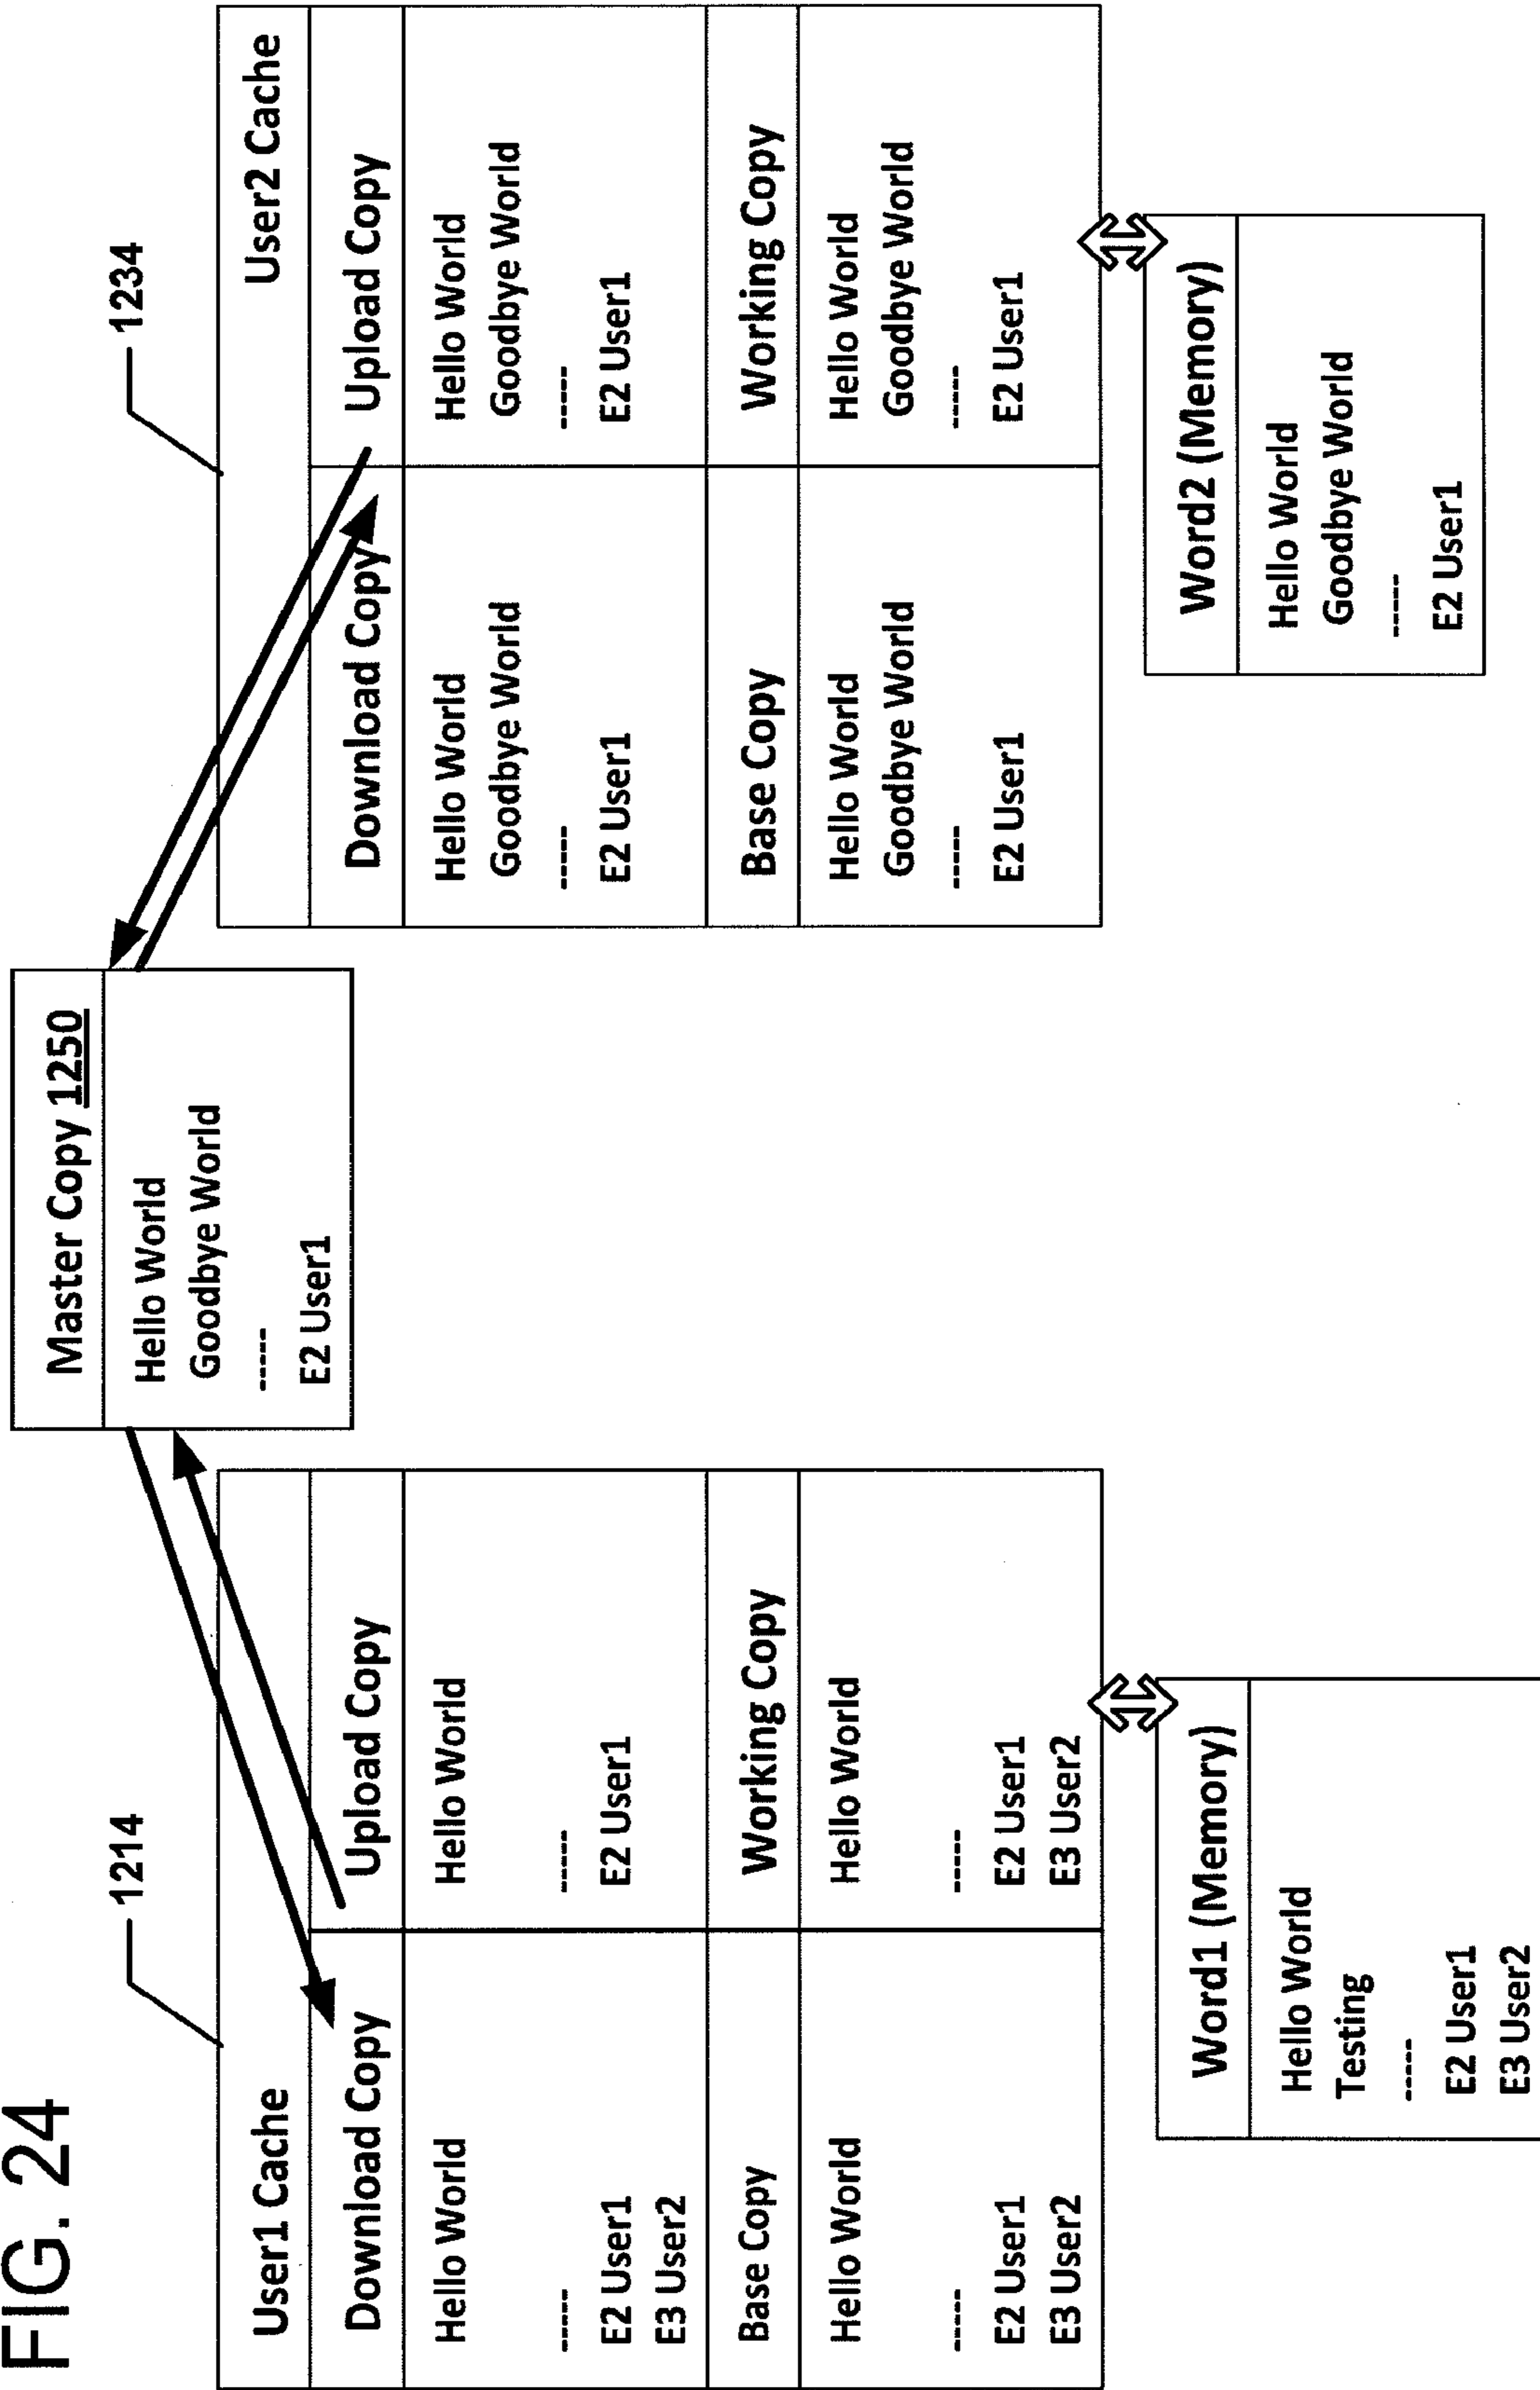 FIG. 24
Master Copy 1250
Hello World
Goodbye World
-----
E2 User1
1214
User1 Cache
Download Copy
Hello World
-----
E2 User1
E3 User2
Upload Copy
Hello World
-----
E2 User1
Base Copy
Hello World
-----
E2 User1
E3 User2
Working Copy
Hello World
-----
E2 User1
E3 User2
Word1 (Memory)
Hello World
Testing
-----
E2 User1
E3 User2
1234
User2 Cache
Download Copy
Hello World
Goodbye World
-----
E2 User1
Upload Copy
Hello World
Goodbye World
-----
E2 User1
Base Copy
Hello World
Goodbye World
-----
E2 User1
Working Copy
Hello World
Goodbye World
-----
E2 User1
Word2 (Memory)
Hello World
Goodbye World
-----
E2 User1